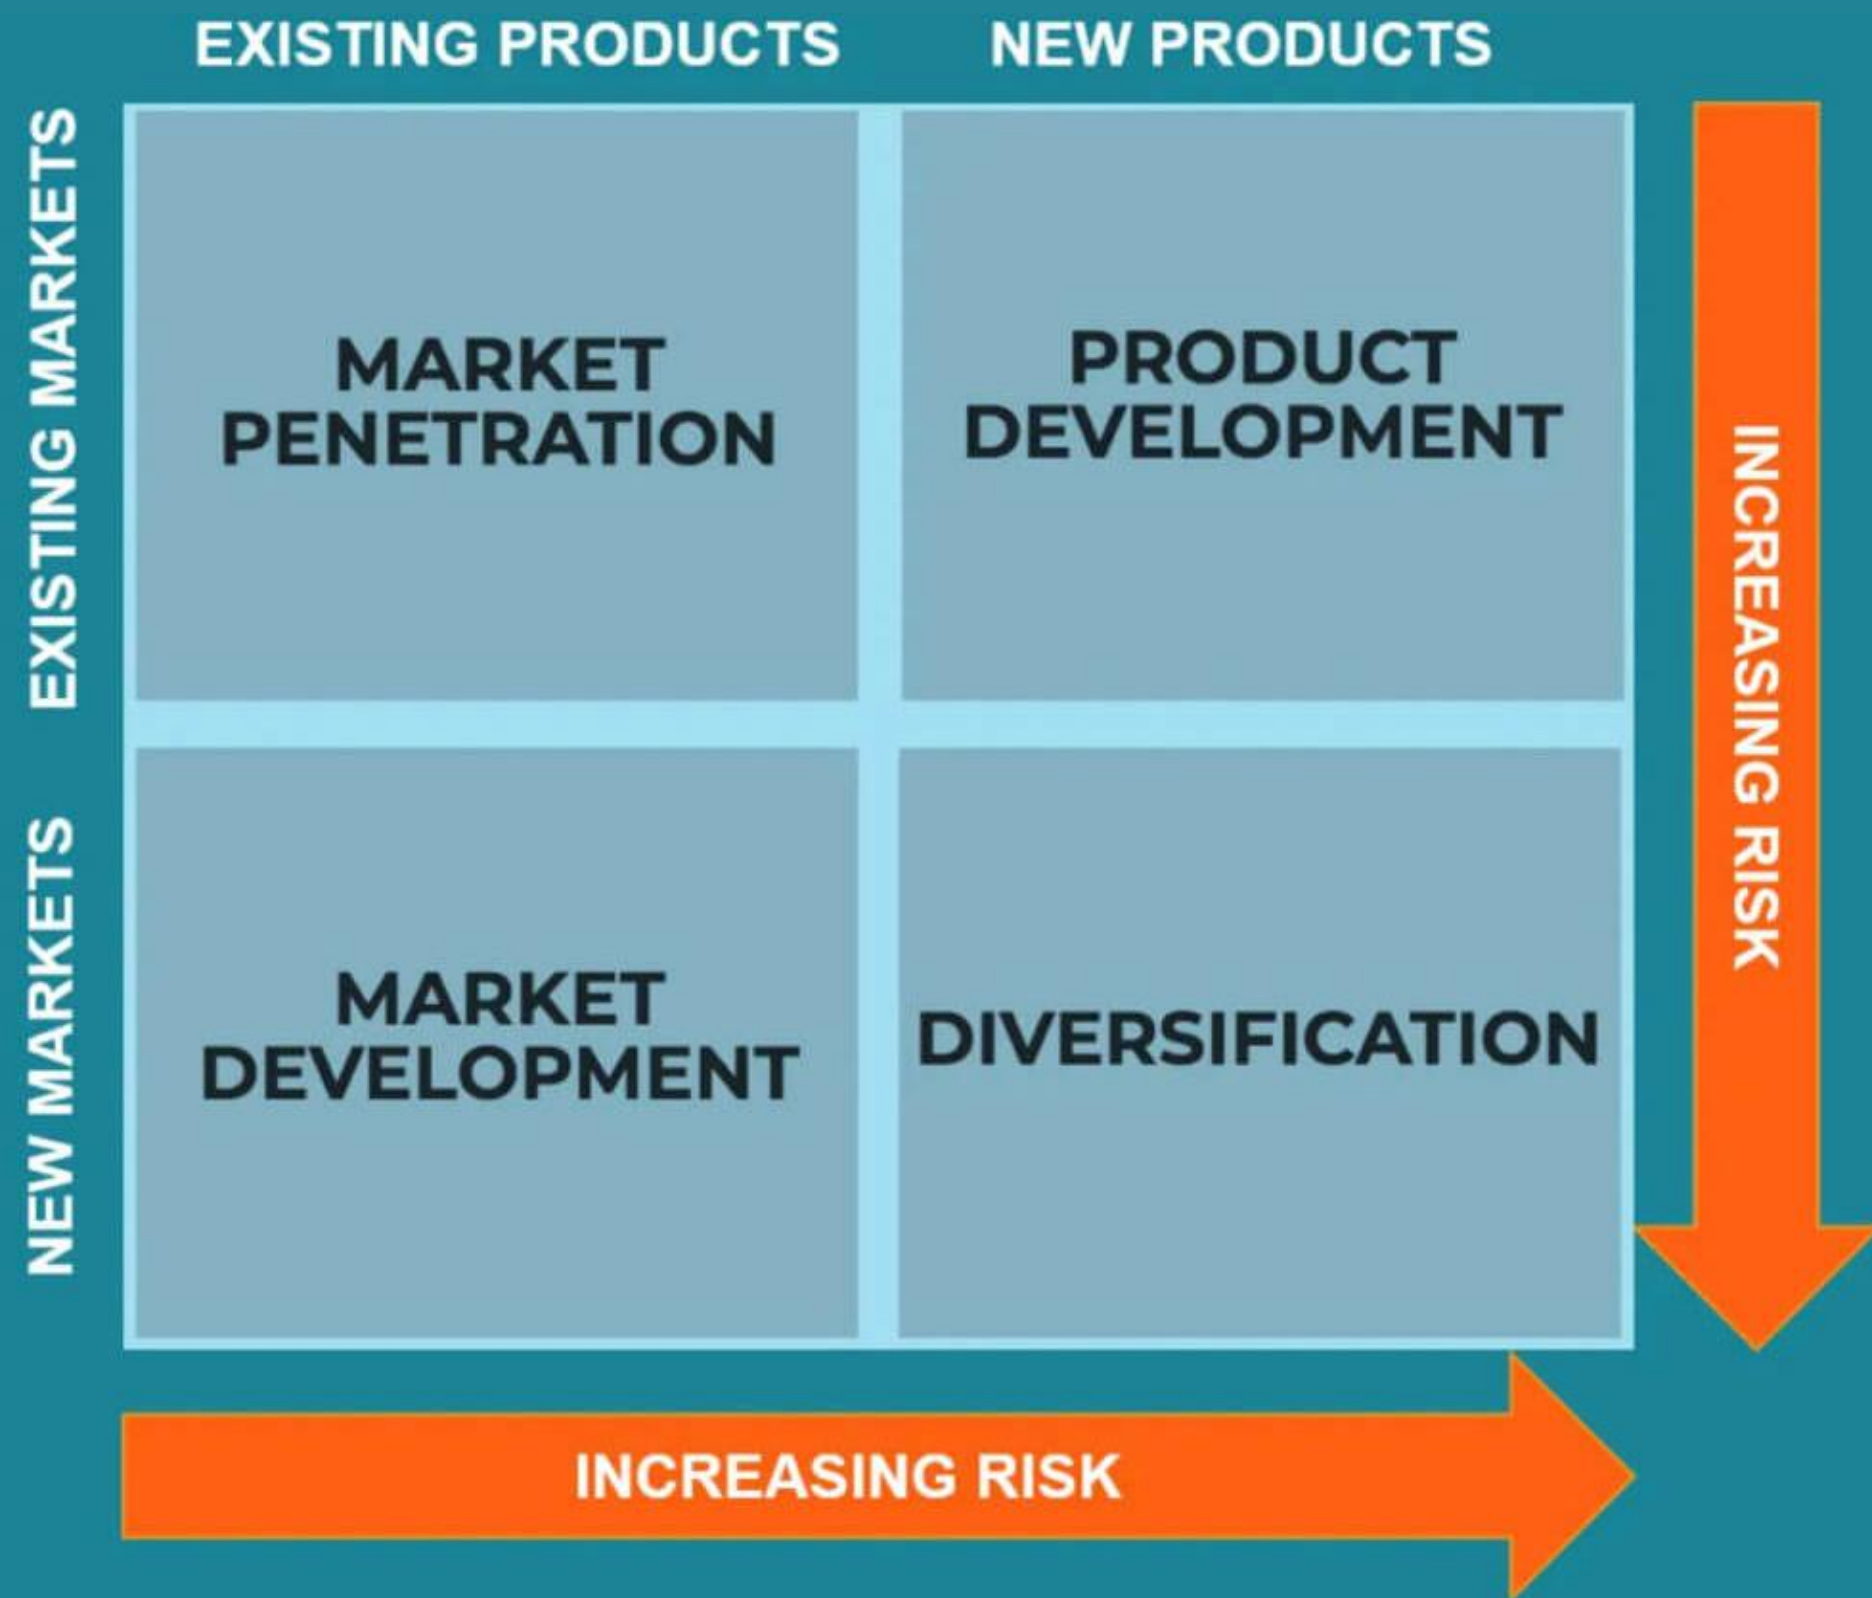 EXISTING PRODUCTS
NEW PRODUCTS
EXISTING MARKETS
MARKET
PENETRATION
PRODUCT
DEVELOPMENT
INCREASING RISK
NEW MARKETS
MARKET
DEVELOPMENT
DIVERSIFICATION
INCREASING RISK